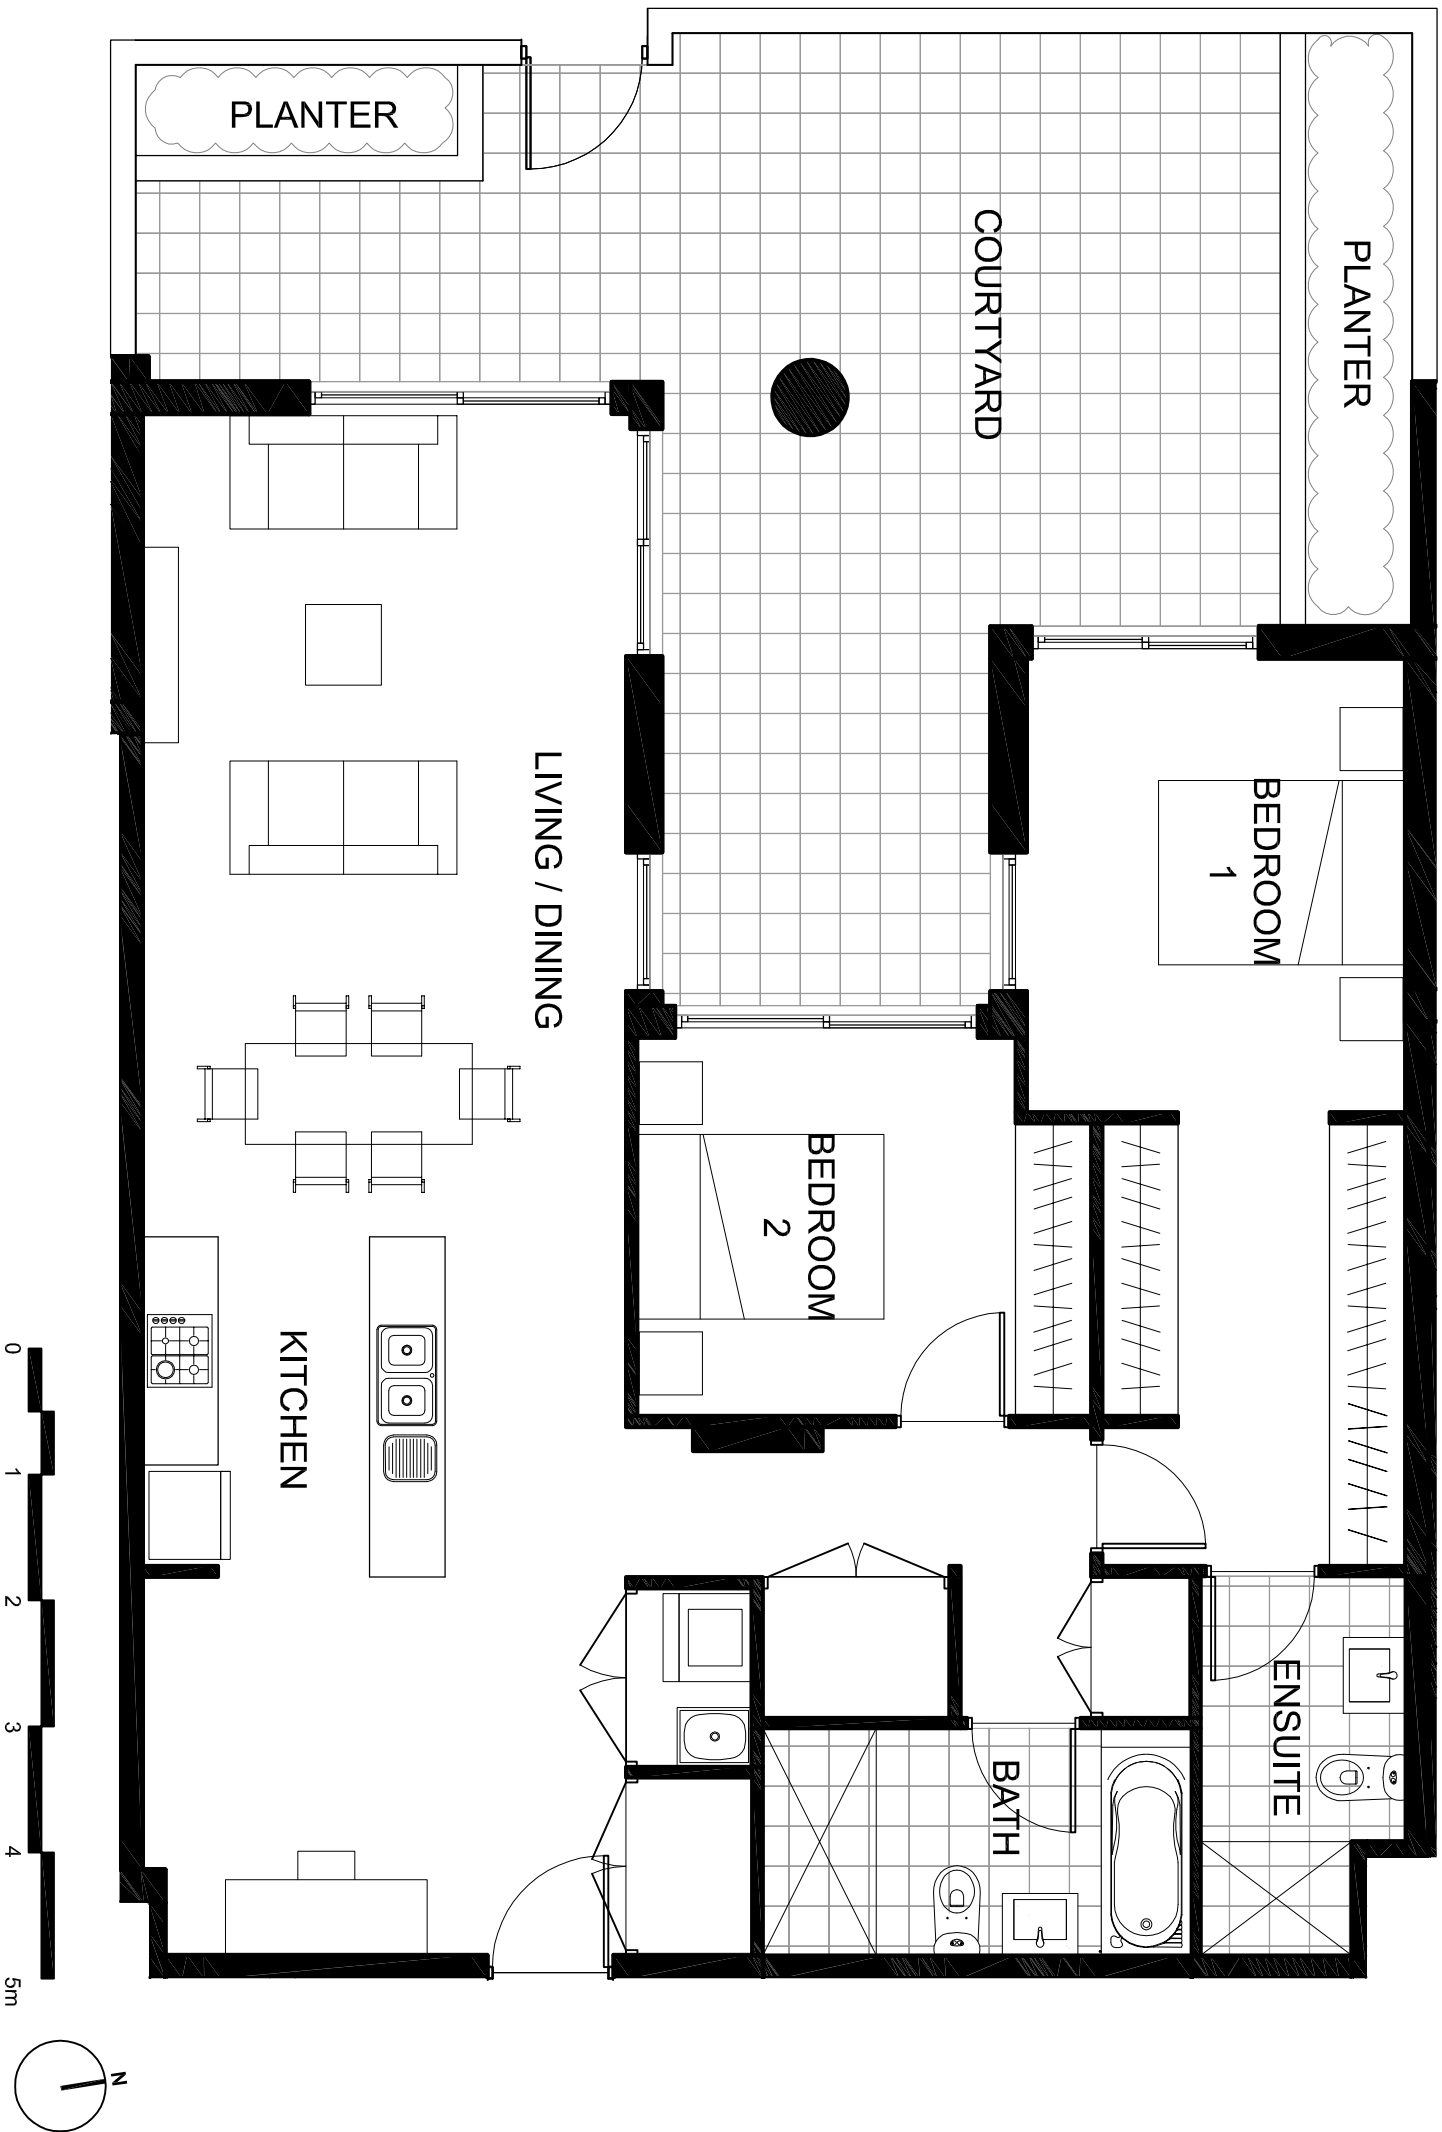 PLANTER
PLANTER
COURTYARD
BEDROOM
1
LIVING / DINING
BEDROOM
2
KITCHEN
ENSUITE
BATH
0
1
2
3
4
5m
N